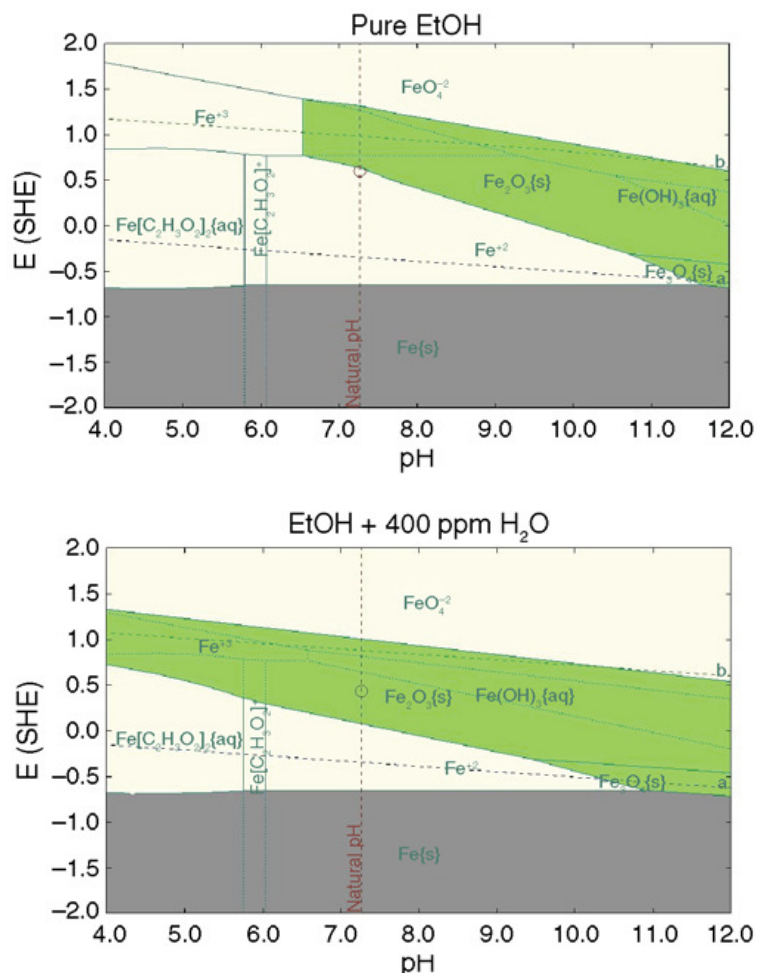 Pure EtOH
2.0
1.5
1.0
0.5
0.0
−0.5
−1.0
−1.5
−2.0
E (SHE)
FeO₄⁻²
Fe⁺³
b
Fe₂O₃{s}
Fe(OH)₃{aq}
Fe[C₂H₃O₂]₂{aq}
Fe[C₂H₃O₂]⁺
Fe⁺²
Fe₃O₄{s}
a
Fe{s}
Natural pH
4.0 5.0 6.0 7.0 8.0 9.0 10.0 11.0 12.0
pH
EtOH + 400 ppm H₂O
2.0
1.5
1.0
0.5
0.0
−0.5
−1.0
−1.5
−2.0
E (SHE)
FeO₄⁻²
Fe⁺³
b
Fe₂O₃{s}
Fe(OH)₃{aq}
Fe[C₂H₃O₂]₂{aq}
Fe[C₂H₃O₂]⁺
Fe⁺²
Fe₃O₄{s}
a
Fe{s}
Natural pH
4.0 5.0 6.0 7.0 8.0 9.0 10.0 11.0 12.0
pH